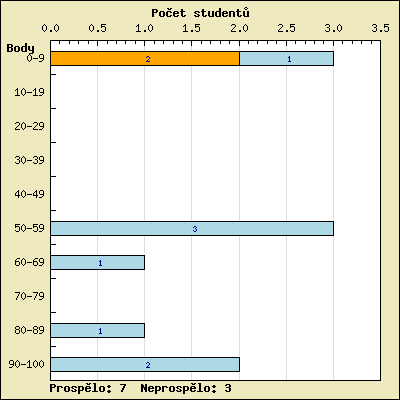 Počet studentů
0.0 0.5 1.0 1.5 2.0 2.5 3.0 3.5
Body
0-9 2 1
10-19
20-29
30-39
40-49
50-59 3
60-69 1
70-79
80-89 1
90-100 2
Prospělo: 7 Neprospělo: 3